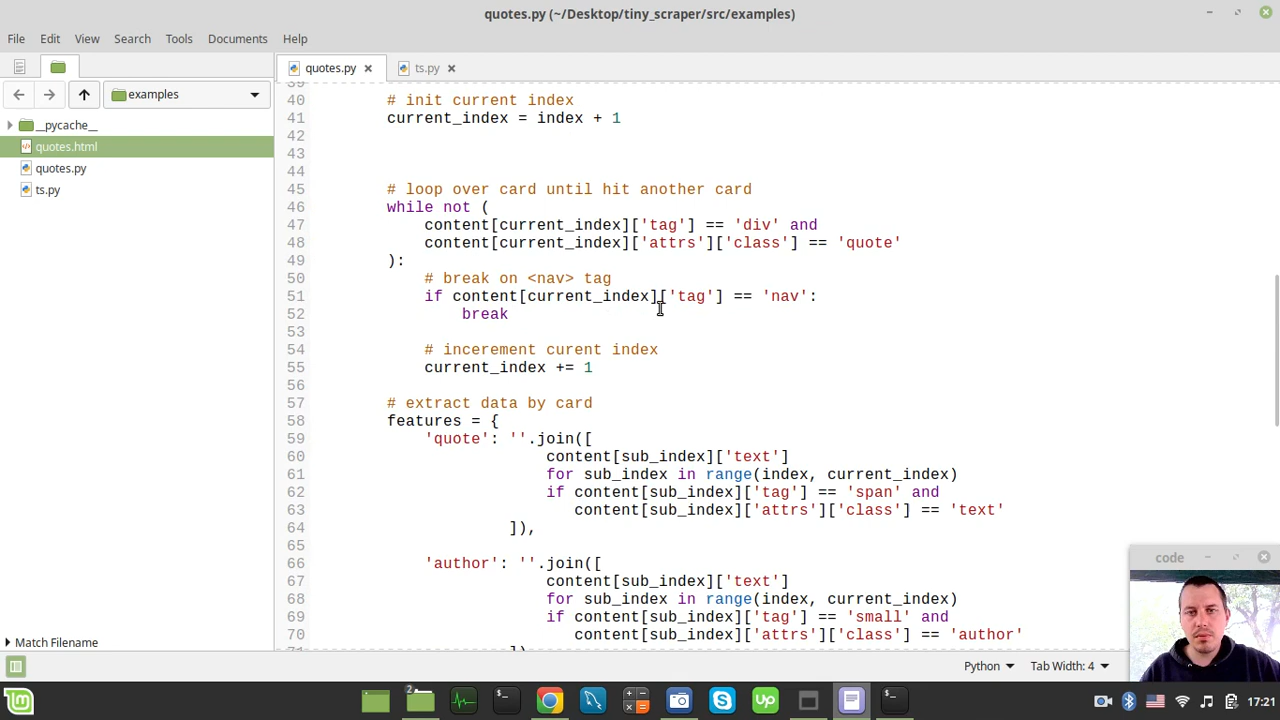 quotes.py (~/Desktop/tiny_scraper/src/examples)
File Edit View Search Tools Documents Help
quotes.py
ts.py
examples
__pycache__
quotes.html
quotes.py
ts.py
39
40 # init current index
41 current_index = index + 1
42
43
44
45 # loop over card until hit another card
46 while not (
47 content[current_index]['tag'] == 'div' and
48 content[current_index]['attrs']['class'] == 'quote'
49 ):
50 # break on <nav> tag
51 if content[current_index]['tag'] == 'nav':
52 break
53
54 # incerement curent index
55 current_index += 1
56
57 # extract data by card
58 features = {
59 'quote': ''.join([
60 content[sub_index]['text']
61 for sub_index in range(index, current_index)
62 if content[sub_index]['tag'] == 'span' and
63 content[sub_index]['attrs']['class'] == 'text'
64 ]),
65
66 'author': ''.join([
67 content[sub_index]['text']
68 for sub_index in range(index, current_index)
69 if content[sub_index]['tag'] == 'small' and
70 content[sub_index]['attrs']['class'] == 'author'
71 ])
Match Filename
Python Tab Width: 4
code
2
17:21